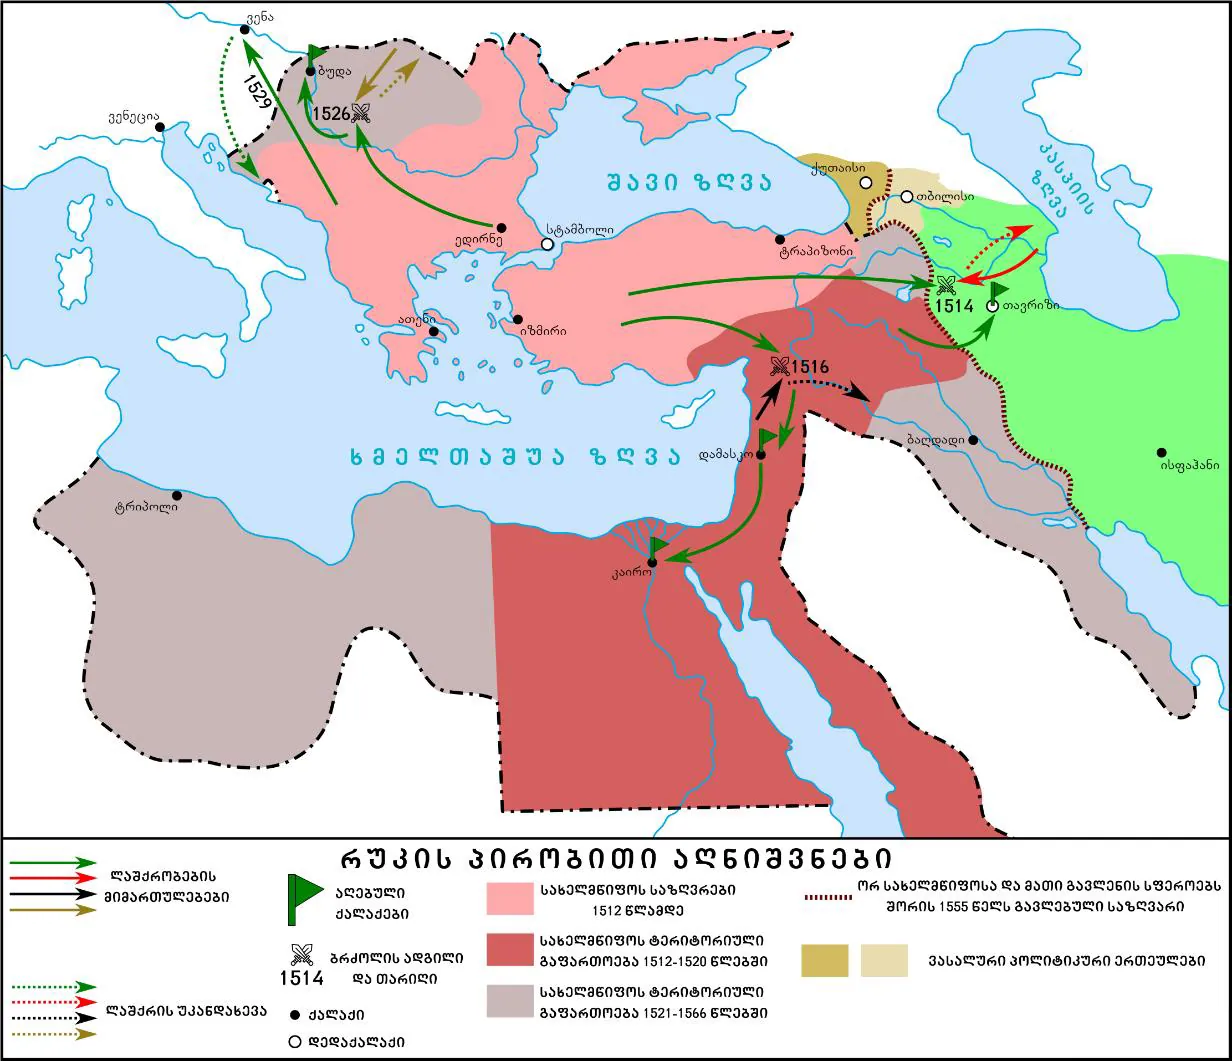 ვენა
ბუდა
1529
1526
ვენეცია
ქუთაისი
თბილისი
კასპიის
ზღვა
შავი ზღვა
ედირნე
სტამბოლი
ტრაპიზონი
ათენი
იზმირი
1514
თავრიზი
1516
ხმელთაშუა ზღვა
დამასკო
ბაღდადი
ისფაჰანი
ტრიპოლი
კაირო
რუკის პირობითი აღნიშვნები
ლაშქრობების
მიმართულებები
ლაშქრის უკანდახევა
აღებული
ქალაქები
1514
ბრძოლის ადგილი
და თარიღი
ქალაქი
დედაქალაქი
სახელმწიფოს საზღვრები
1512 წლამდე
სახელმწიფოს ტერიტორიული
გაფართოება 1512-1520 წლებში
სახელმწიფოს ტერიტორიული
გაფართოება 1521-1566 წლებში
ორ სახელმწიფოსა და მათი გავლენის სფეროებს
შორის 1555 წელს გავლებული საზღვარი
ვასალური პოლიტიკური ერთეულები